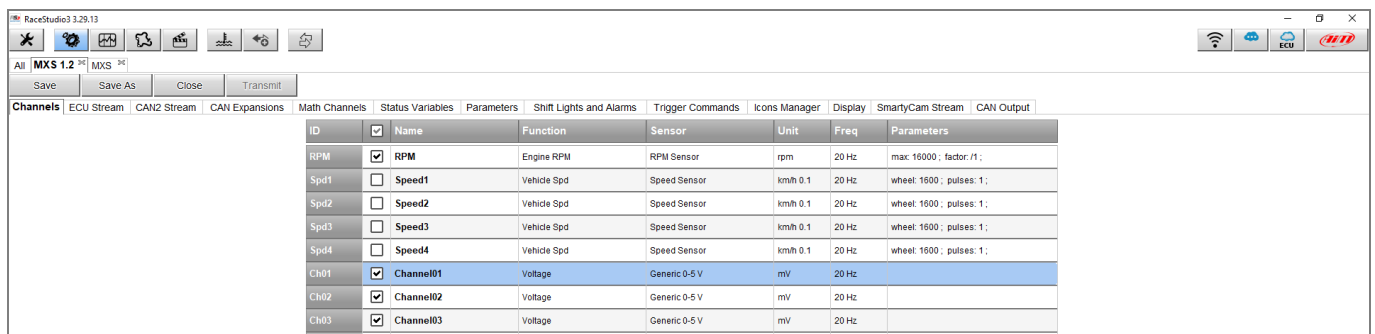 RaceStudio3 3.29.13
ECU
AiM
All MXS 1.2 MXS
Save Save As Close Transmit
Channels ECU Stream CAN2 Stream CAN Expansions Math Channels Status Variables Parameters Shift Lights and Alarms Trigger Commands Icons Manager Display SmartyCam Stream CAN Output
ID Name Function Sensor Unit Freq Parameters
RPM RPM Engine RPM RPM Sensor rpm 20 Hz max: 16000 ; factor: /1 ;
Spd1 Speed1 Vehicle Spd Speed Sensor km/h 0.1 20 Hz wheel: 1600 ; pulses: 1 ;
Spd2 Speed2 Vehicle Spd Speed Sensor km/h 0.1 20 Hz wheel: 1600 ; pulses: 1 ;
Spd3 Speed3 Vehicle Spd Speed Sensor km/h 0.1 20 Hz wheel: 1600 ; pulses: 1 ;
Spd4 Speed4 Vehicle Spd Speed Sensor km/h 0.1 20 Hz wheel: 1600 ; pulses: 1 ;
Ch01 Channel01 Voltage Generic 0-5 V mV 20 Hz
Ch02 Channel02 Voltage Generic 0-5 V mV 20 Hz
Ch03 Channel03 Voltage Generic 0-5 V mV 20 Hz